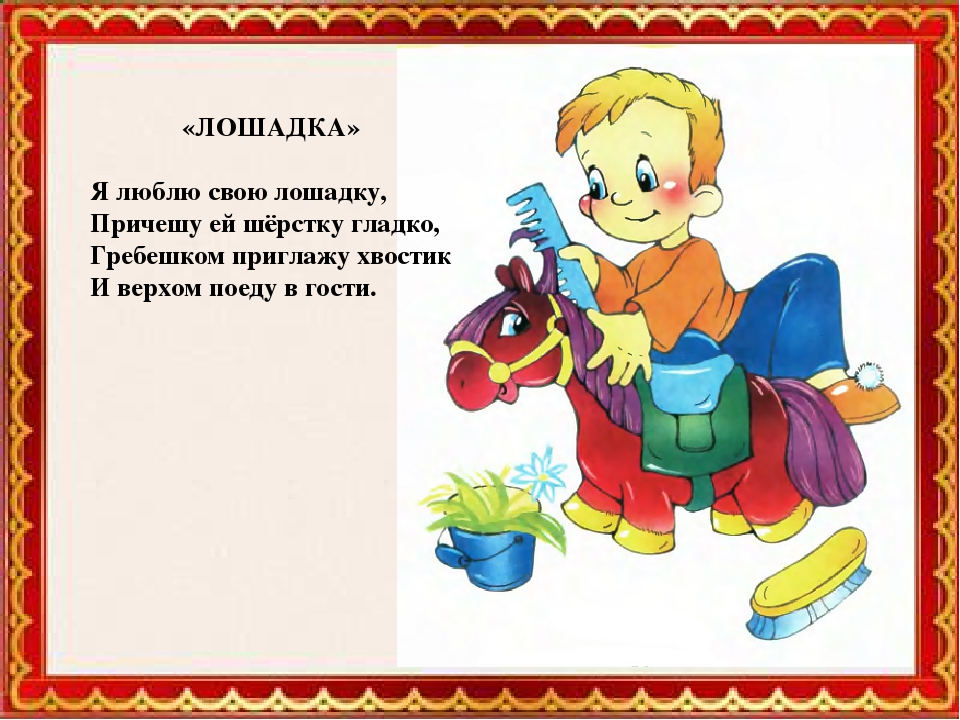 «ЛОШАДКА»
Я люблю свою лошадку,
Причешу ей шёрстку гладко,
Гребешком приглажу хвостик
И верхом поеду в гости.